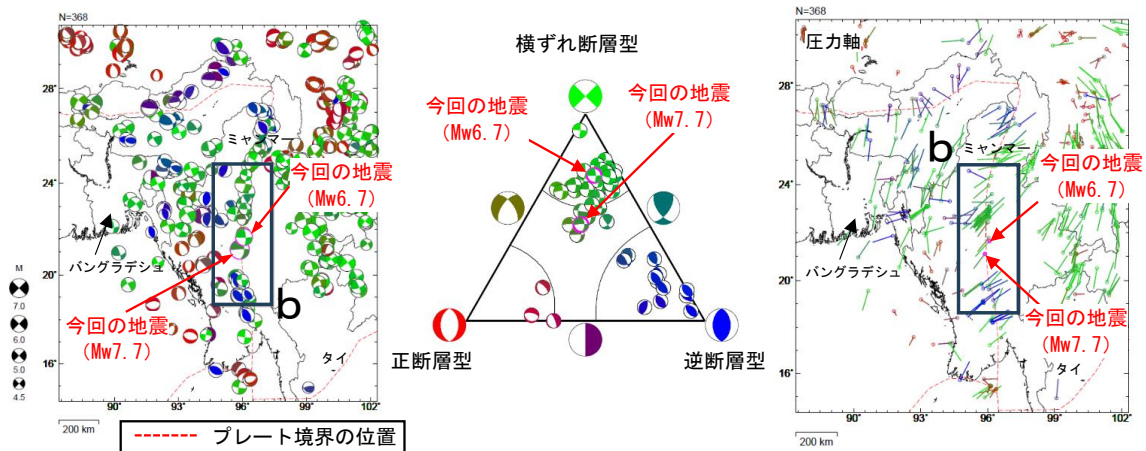 N=368
28°
24°
20°
16°
90°
93°
96°
99°
102°
ミャンマー
バングラデシュ
タイ
今回の地震
(Mw6.7)
今回の地震
(Mw7.7)
b
M
7.0
6.0
5.0
4.5
200 km
プレート境界の位置
横ずれ断層型
今回の地震
(Mw6.7)
今回の地震
(Mw7.7)
正断層型
逆断層型
N=368
圧力軸
28°
24°
20°
16°
90°
93°
96°
99°
102°
b
ミャンマー
今回の地震
(Mw6.7)
バングラデシュ
今回の地震
(Mw7.7)
タイ
200 km